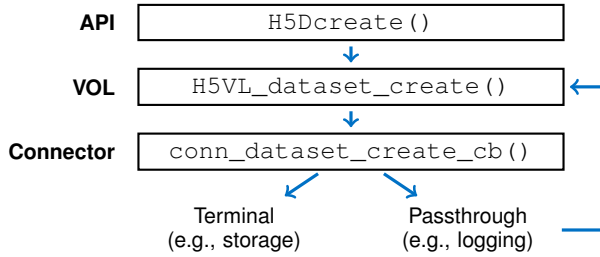 API H5Dcreate()
VOL H5VL_dataset_create()
Connector conn_dataset_create_cb()
Terminal Passthrough
(e.g., storage) (e.g., logging)